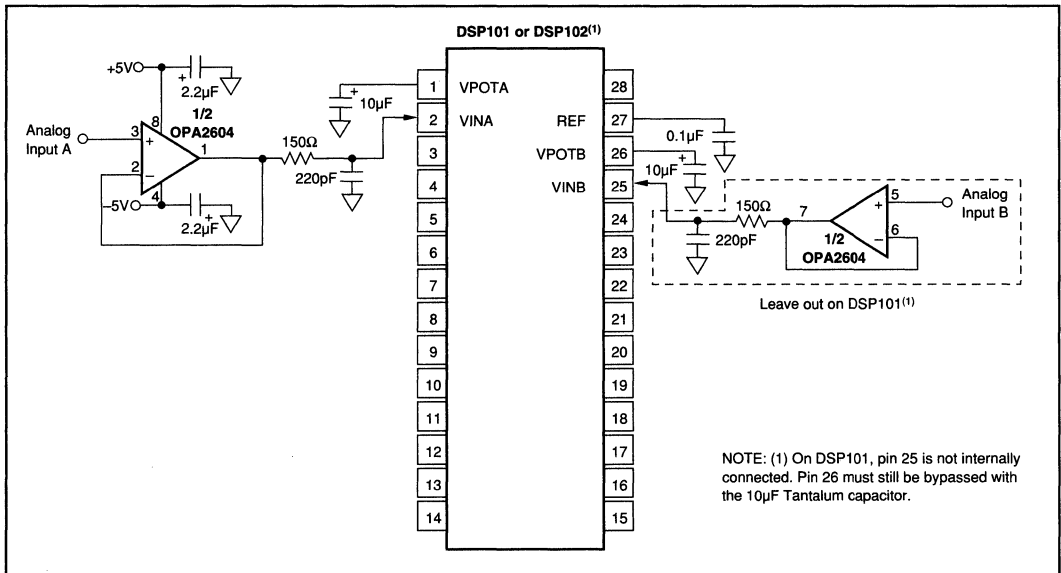 DSP101 or DSP102(1)
+5V
+
2.2µF
8
1/2
OPA2604
Analog
Input A
3
+
1
2
−
4
−5V
+
2.2µF
150Ω
220pF
+
10µF
1
VPOTA
2
VINA
3
4
5
6
7
8
9
10
11
12
13
14
28
REF
27
VPOTB
26
VINB
25
24
23
22
21
20
19
18
17
16
15
0.1µF
10µF
+
150Ω
220pF
7
5
+
6
−
1/2
OPA2604
Analog
Input B
Leave out on DSP101(1)
NOTE: (1) On DSP101, pin 25 is not internally
connected. Pin 26 must still be bypassed with
the 10µF Tantalum capacitor.